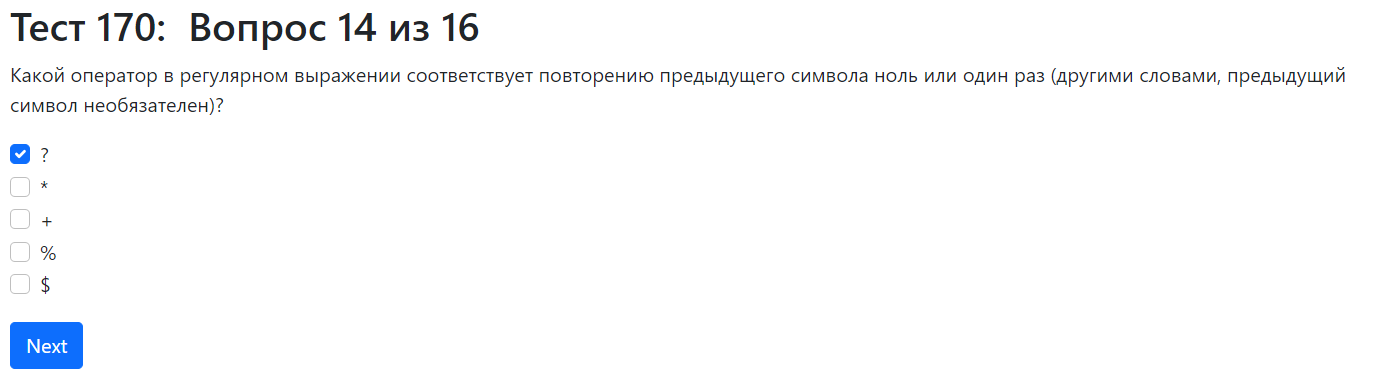 Тест 170: Вопрос 14 из 16
Какой оператор в регулярном выражении соответствует повторению предыдущего символа ноль или один раз (другими словами, предыдущий
символ необязателен)?
?
*
+
%
$
Next